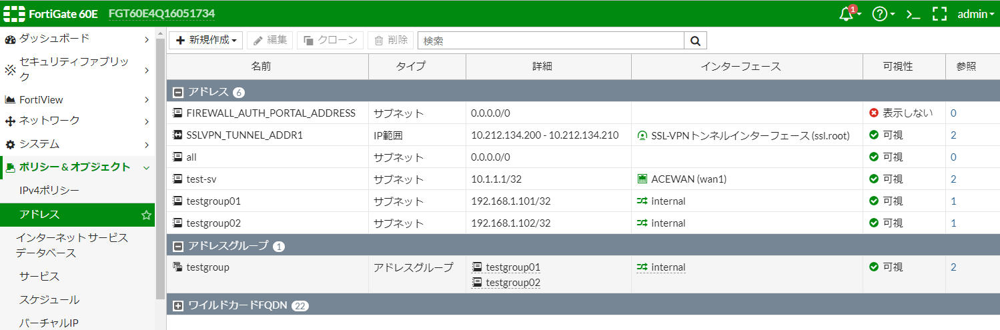 FortiGate 60E FGT60E4Q16051734 1 admin
ダッシュボード
セキュリティファブリッ
ク
FortiView
ネットワーク
システム
ポリシー & オブジェクト
IPv4ポリシー
アドレス
インターネット サービス
データベース
サービス
スケジュール
バーチャルIP
新規作成 編集 クローン 削除 検索
名前 タイプ 詳細 インターフェース 可視性 参照
アドレス 6
FIREWALL_AUTH_PORTAL_ADDRESS サブネット 0.0.0.0/0 表示しない 0
SSLVPN_TUNNEL_ADDR1 IP範囲 10.212.134.200 - 10.212.134.210 SSL-VPN トンネルインターフェース (ssl.root) 可視 2
all サブネット 0.0.0.0/0 可視 0
test-sv サブネット 10.1.1.1/32 ACEWAN (wan1) 可視 2
testgroup01 サブネット 192.168.1.101/32 internal 可視 1
testgroup02 サブネット 192.168.1.102/32 internal 可視 1
アドレスグループ 1
testgroup アドレスグループ testgroup01 internal 可視 2
testgroup02
ワイルドカードFQDN 22